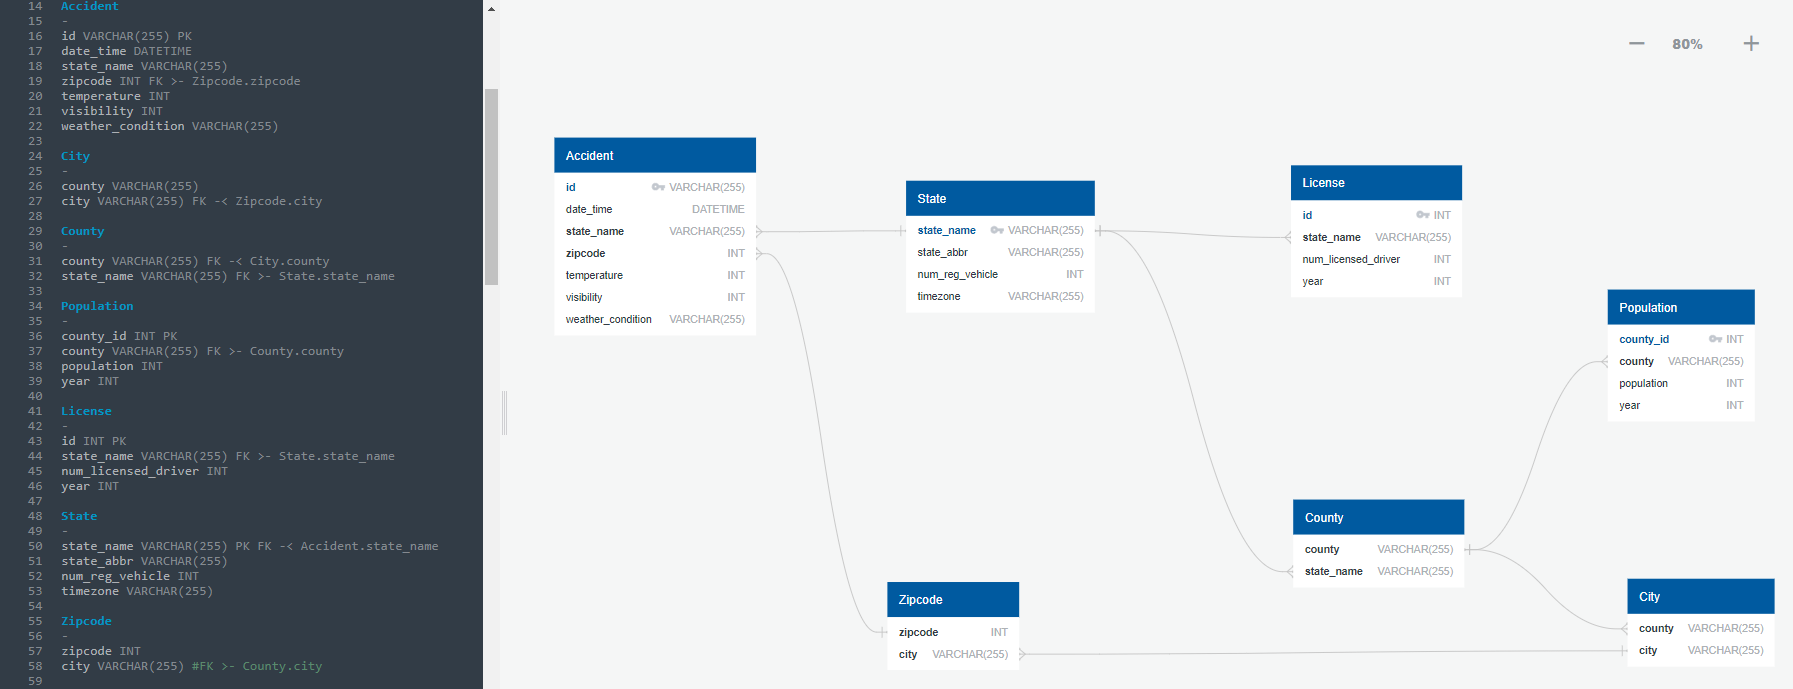 14 Accident
15 -
16 id VARCHAR(255) PK
17 date_time DATETIME
18 state_name VARCHAR(255)
19 zipcode INT FK >- Zipcode.zipcode
20 temperature INT
21 visibility INT
22 weather_condition VARCHAR(255)
23
24 City
25 -
26 county VARCHAR(255)
27 city VARCHAR(255) FK -< Zipcode.city
28
29 County
30 -
31 county VARCHAR(255) FK -< City.county
32 state_name VARCHAR(255) FK >- State.state_name
33
34 Population
35 -
36 county_id INT PK
37 county VARCHAR(255) FK >- County.county
38 population INT
39 year INT
40
41 License
42 -
43 id INT PK
44 state_name VARCHAR(255) FK >- State.state_name
45 num_licensed_driver INT
46 year INT
47
48 State
49 -
50 state_name VARCHAR(255) PK FK -< Accident.state_name
51 state_abbr VARCHAR(255)
52 num_reg_vehicle INT
53 timezone VARCHAR(255)
54
55 Zipcode
56 -
57 zipcode INT
58 city VARCHAR(255) #FK >- County.city
59
80%
Accident
id VARCHAR(255)
date_time DATETIME
state_name VARCHAR(255)
zipcode INT
temperature INT
visibility INT
weather_condition VARCHAR(255)
State
state_name VARCHAR(255)
state_abbr VARCHAR(255)
num_reg_vehicle INT
timezone VARCHAR(255)
License
id INT
state_name VARCHAR(255)
num_licensed_driver INT
year INT
Population
county_id INT
county VARCHAR(255)
population INT
year INT
County
county VARCHAR(255)
state_name VARCHAR(255)
Zipcode
zipcode INT
city VARCHAR(255)
City
county VARCHAR(255)
city VARCHAR(255)